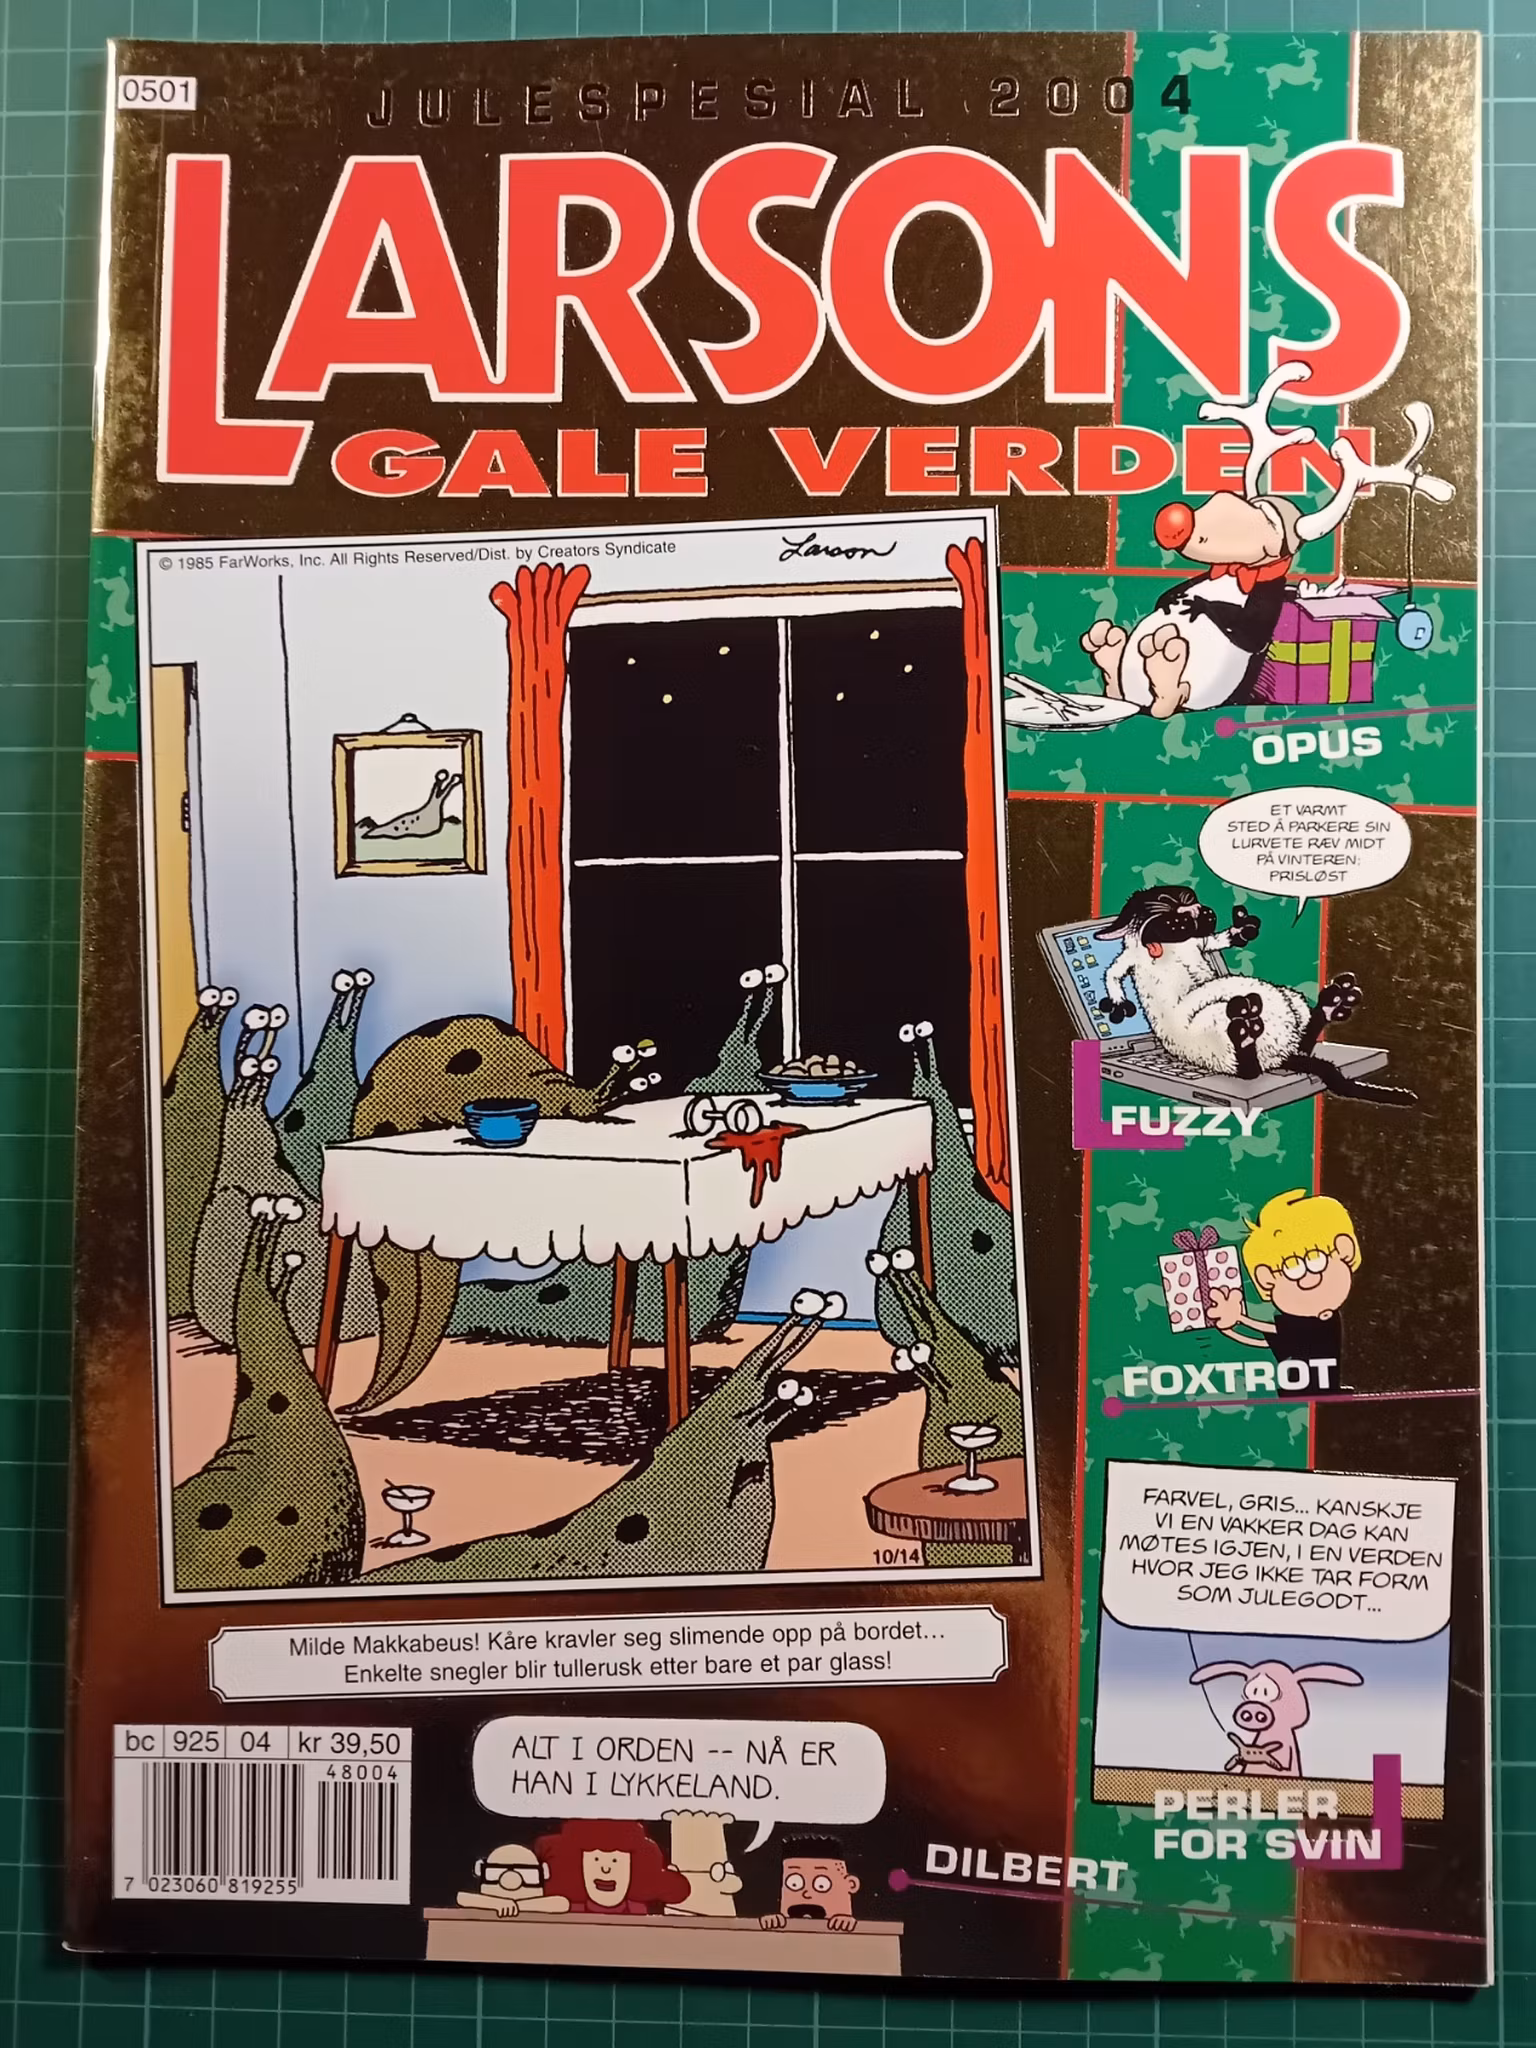 0501
JULESPESIAL 2004
LARSONS
GALE VERDEN
© 1985 FarWorks, Inc. All Rights Reserved/Dist. by Creators Syndicate
Larson
OPUS
ET VARMT
STED Å PARKERE SIN
LURVETE RÆV MIDT
PÅ VINTEREN:
PRISLØST
FUZZY
FOXTROT
10/14
FARVEL, GRIS... KANSKJE
VI EN VAKKER DAG KAN
MØTES IGJEN, I EN VERDEN
HVOR JEG IKKE TAR FORM
SOM JULEGODT...
PERLER
FOR SVIN
Milde Makkabeus! Kåre kravler seg slimende opp på bordet...
Enkelte snegler blir tullerusk etter bare et par glass!
bc 925 04 kr 39,50
48004
7 023060 819255
ALT I ORDEN -- NÅ ER
HAN I LYKKELAND.
DILBERT